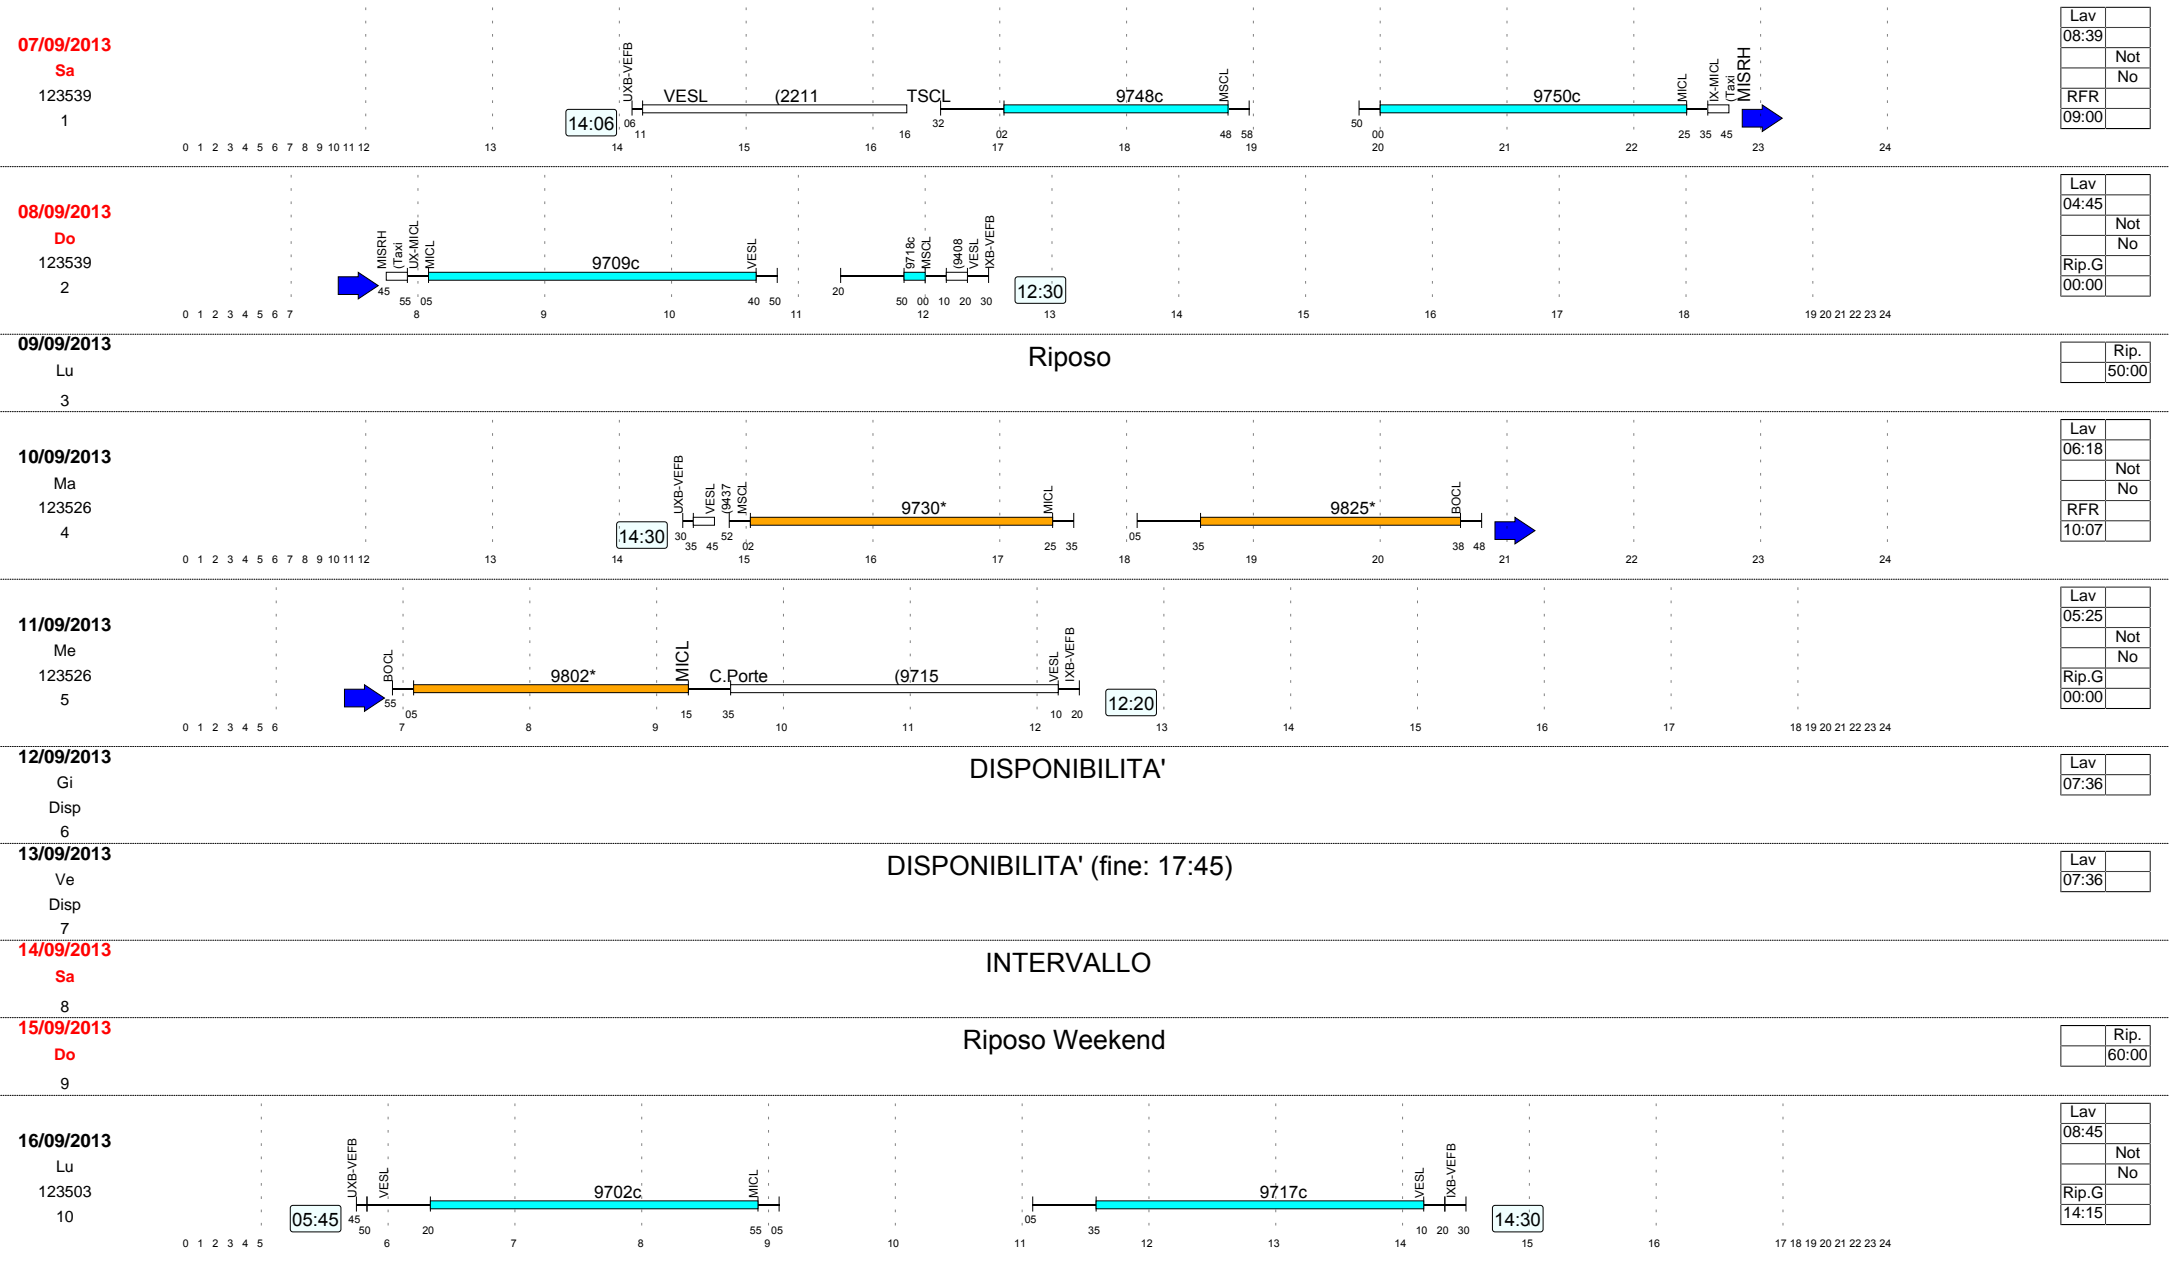 07/09/2013
Sa
123539
1
14:06
UXB-VEFB
VESL (2211 TSCL 9748c MSCL 9750c MICL IX-MICL (Taxi MISRH
06 11 16 32 02 48 58 50 00 25 35 45
0 1 2 3 4 5 6 7 8 9 10 11 12 13 14 15 16 17 18 19 20 21 22 23 24
Lav
08:39
Not
No
RFR
09:00
08/09/2013
Do
123539
2
MISRH (Taxi UX-MICL MICL 9709c VESL 9718c MSCL (9408 VESL IXB-VEFB
45 55 05 40 50 20 50 00 10 20 30
12:30
0 1 2 3 4 5 6 7 8 9 10 11 12 13 14 15 16 17 18 19 20 21 22 23 24
Lav
04:45
Not
No
Rip.G
00:00
09/09/2013
Lu
3
Riposo
Rip.
50:00
10/09/2013
Ma
123526
4
14:30
UXB-VEFB VESL (9437 MSCL 9730* MICL 9825* BOCL
30 35 45 52 02 25 35 05 35 38 48
0 1 2 3 4 5 6 7 8 9 10 11 12 13 14 15 16 17 18 19 20 21 22 23 24
Lav
06:18
Not
No
RFR
10:07
11/09/2013
Me
123526
5
BOCL 9802* MICL C.Porte (9715 VESL IXB-VEFB
55 05 15 35 10 20
12:20
0 1 2 3 4 5 6 7 8 9 10 11 12 13 14 15 16 17 18 19 20 21 22 23 24
Lav
05:25
Not
No
Rip.G
00:00
12/09/2013
Gi
Disp
6
DISPONIBILITA'
Lav
07:36
13/09/2013
Ve
Disp
7
DISPONIBILITA' (fine: 17:45)
Lav
07:36
14/09/2013
Sa
8
INTERVALLO
15/09/2013
Do
9
Riposo Weekend
Rip.
60:00
16/09/2013
Lu
123503
10
05:45
UXB-VEFB VESL 9702c MICL 9717c VESL IXB-VEFB
45 50 20 55 05 05 35 10 20 30
14:30
0 1 2 3 4 5 6 7 8 9 10 11 12 13 14 15 16 17 18 19 20 21 22 23 24
Lav
08:45
Not
No
Rip.G
14:15